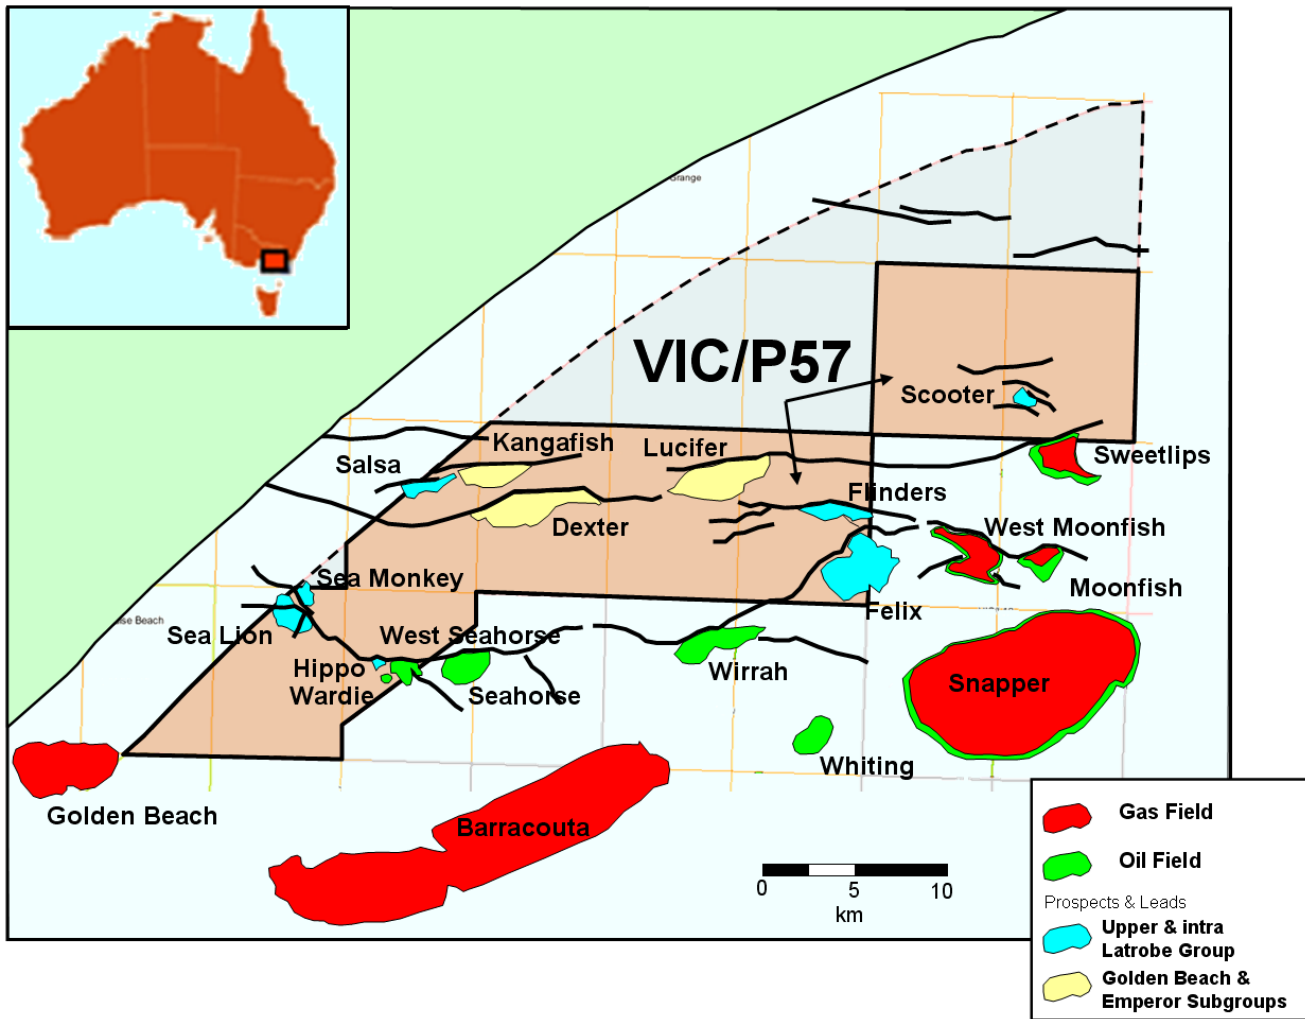 Grange
VIC/P57
Scooter
Kangafish
Lucifer
Salsa
Sweetlips
Flinders
Dexter
West Moonfish
Sea Monkey
Moonfish
Felix
Sea Lion
West Seahorse
Hippo
Wardie
Wirrah
Seahorse
Snapper
Whiting
Golden Beach
Barracouta
0
5
10
km
Gas Field
Oil Field
Prospects & Leads
Upper & intra
Latrobe Group
Golden Beach &
Emperor Subgroups